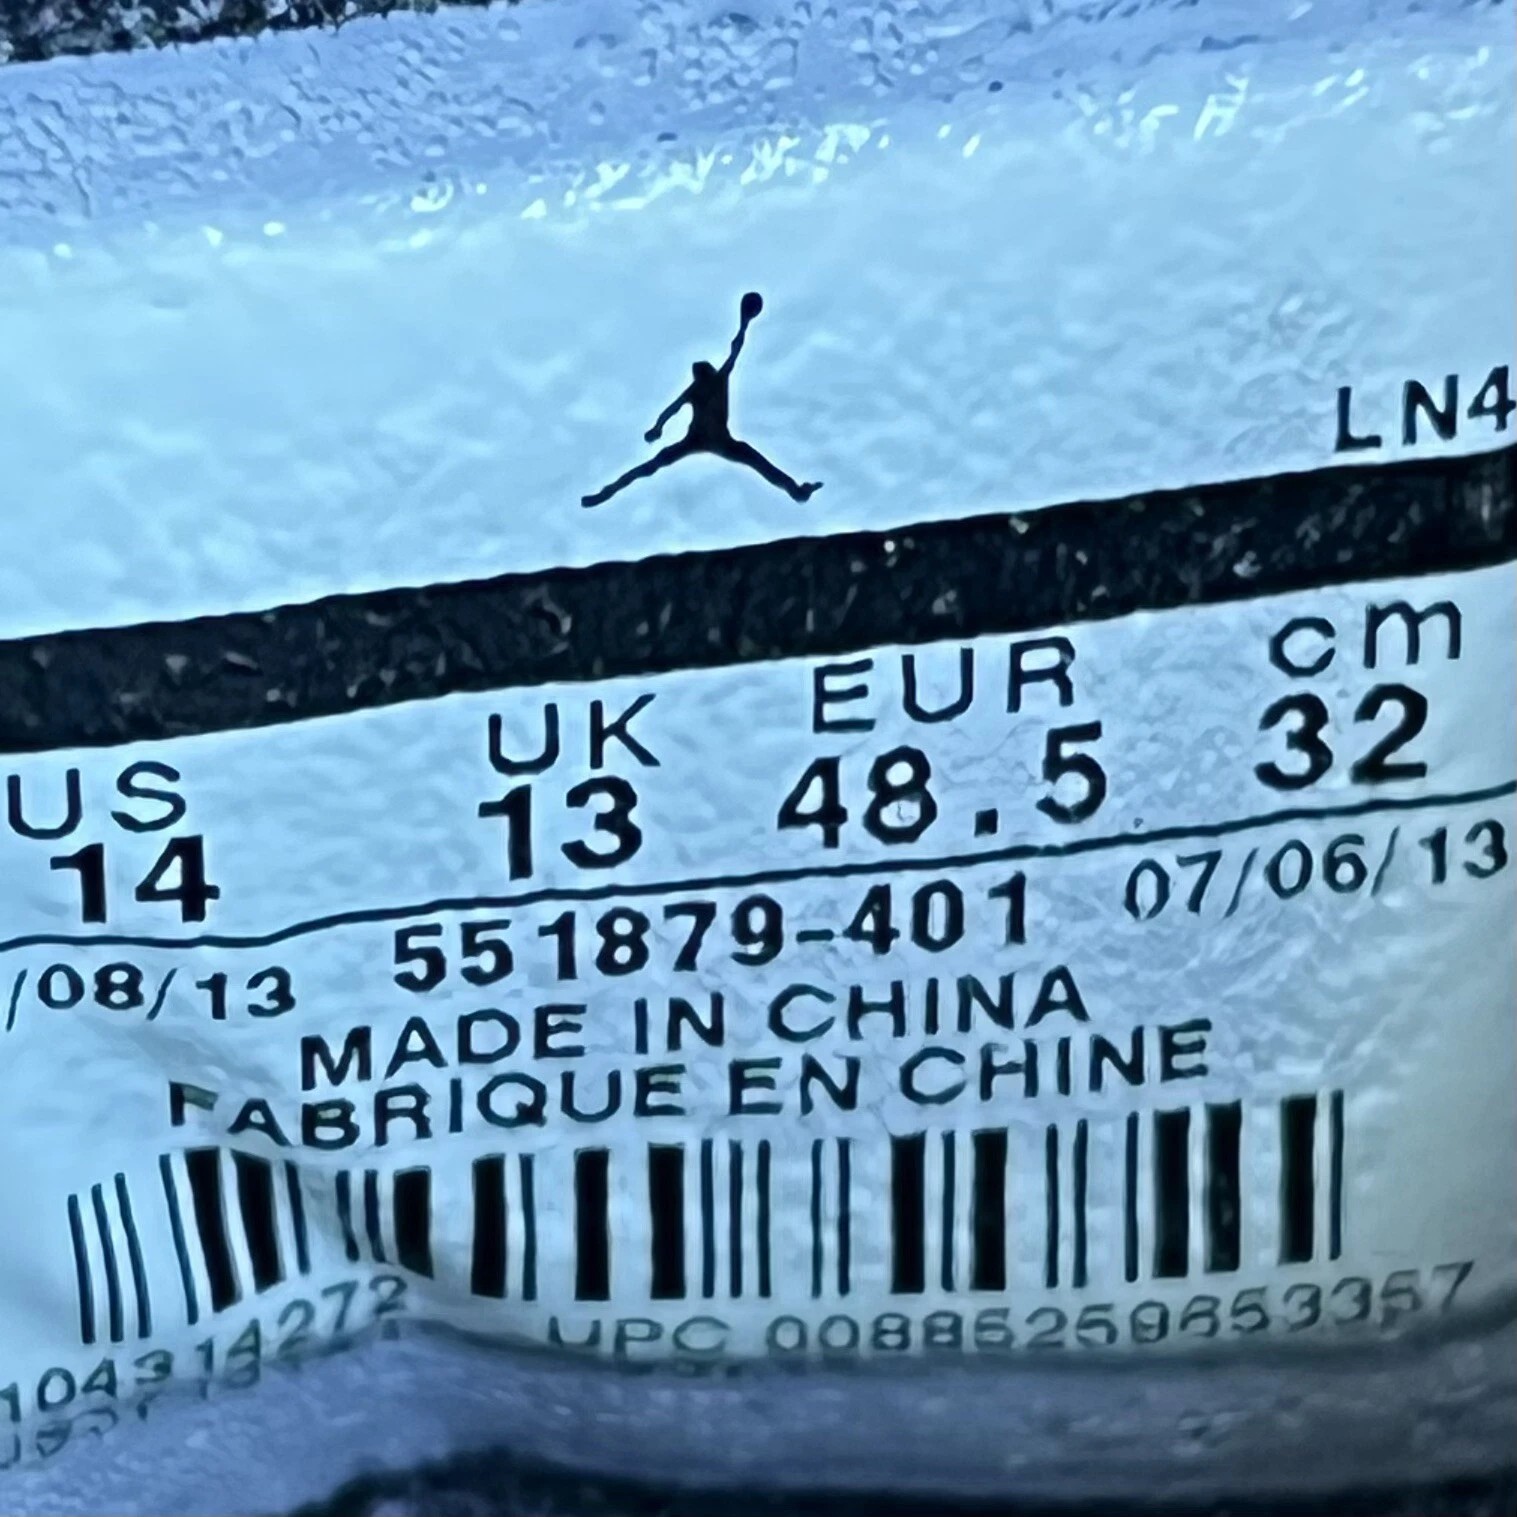 LN4
US UK EUR cm
14 13 48.5 32
/08/13 551879-401 07/06/13
MADE IN CHINA
FABRIQUE EN CHINE
104314272 UPC